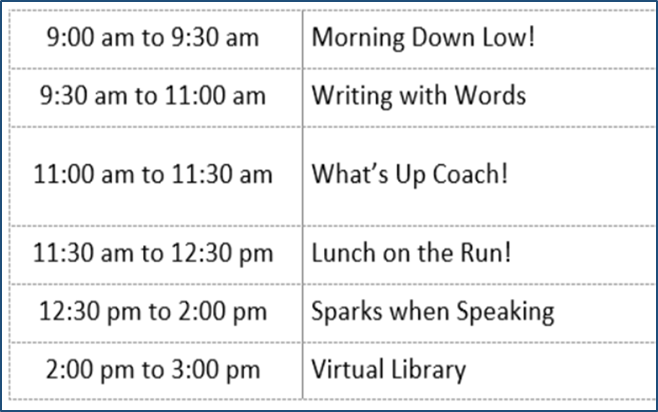 9:00 am to 9:30 am Morning Down Low!
9:30 am to 11:00 am Writing with Words
11:00 am to 11:30 am What’s Up Coach!
11:30 am to 12:30 pm Lunch on the Run!
12:30 pm to 2:00 pm Sparks when Speaking
2:00 pm to 3:00 pm Virtual Library